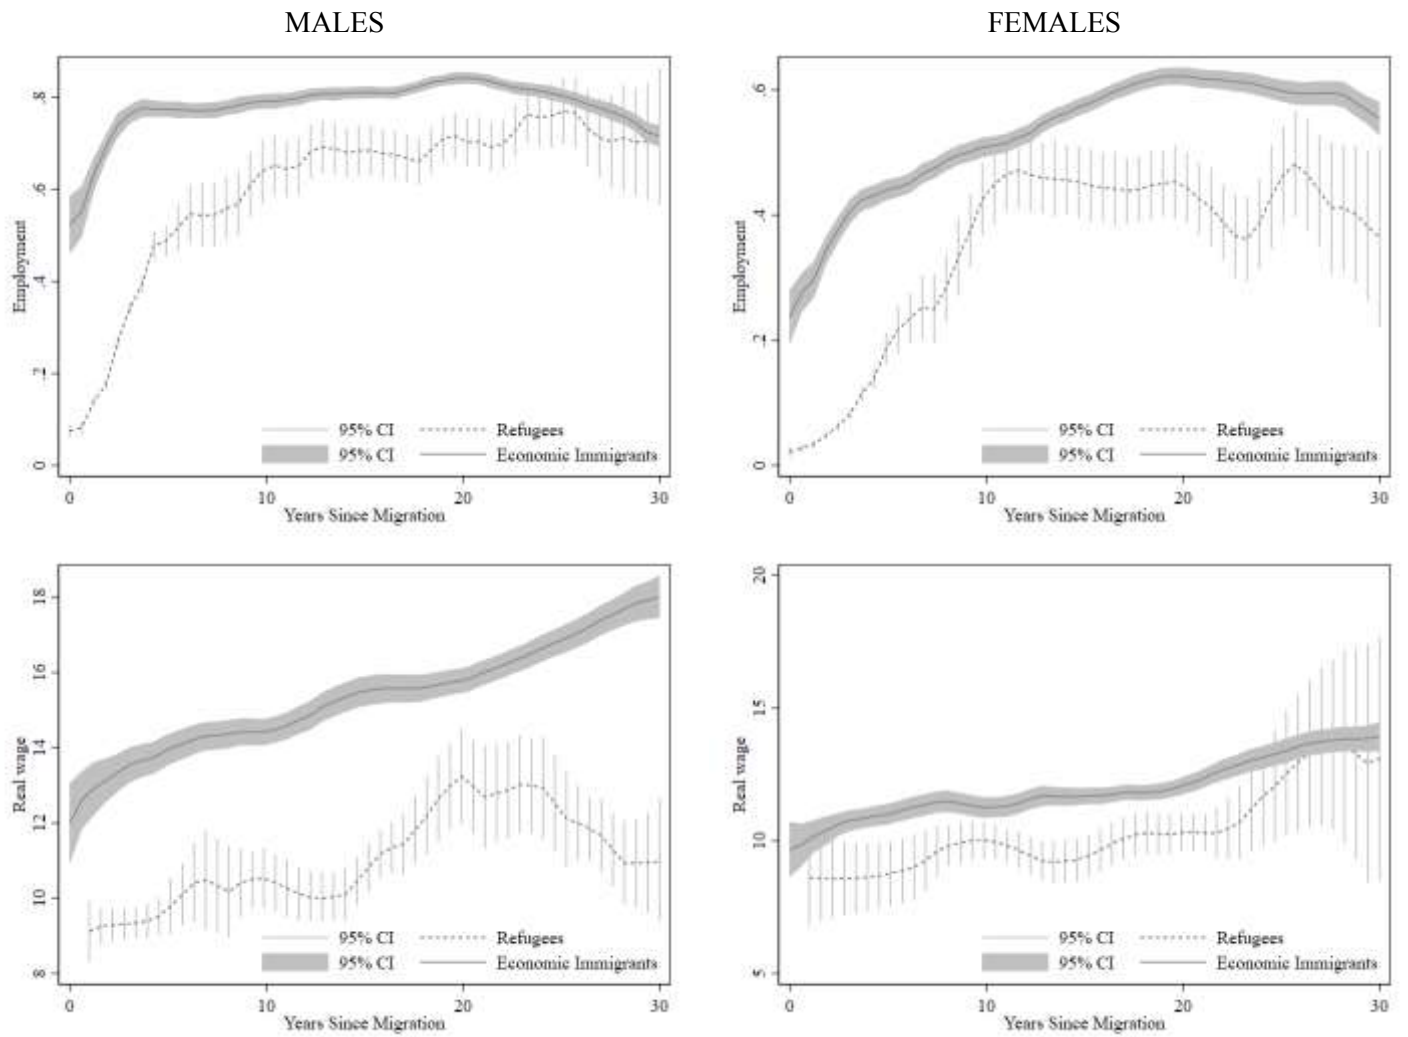 MALES
FEMALES
Employment
0 .2 .4 .6 .8
95% CI Refugees
95% CI Economic Immigrants
0 10 20 30
Years Since Migration
Employment
0 .2 .4 .6
95% CI Refugees
95% CI Economic Immigrants
0 10 20 30
Years Since Migration
Real wage
8 10 12 14 16 18
95% CI Refugees
95% CI Economic Immigrants
0 10 20 30
Years Since Migration
Real wage
5 10 15 20
95% CI Refugees
95% CI Economic Immigrants
0 10 20 30
Years Since Migration